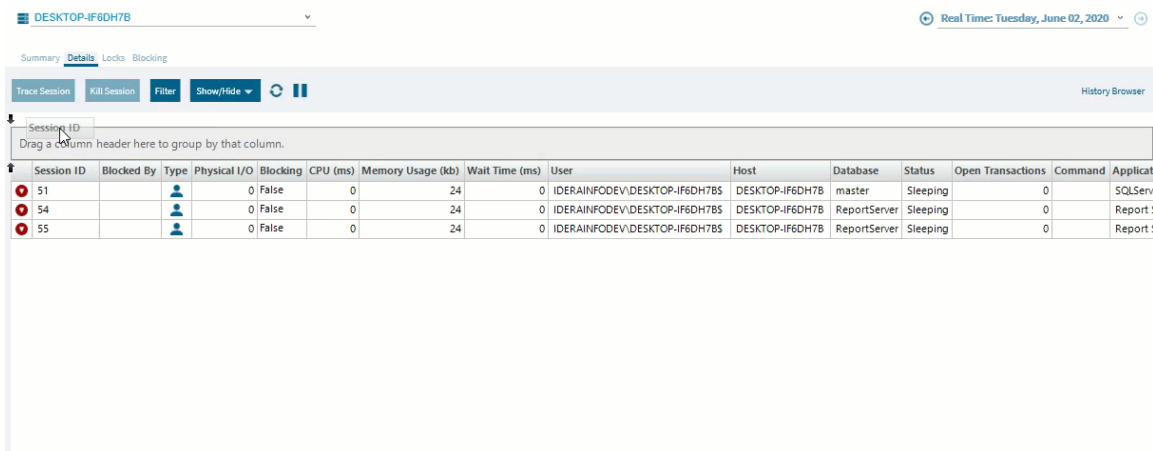 DESKTOP-IF6DH7B
Real Time: Tuesday, June 02, 2020
Summary Details Locks Blocking
Trace Session Kill Session Filter Show/Hide History Browser
Session ID
Drag a column header here to group by that column.
Session ID Blocked By Type Physical I/O Blocking CPU (ms) Memory Usage (kb) Wait Time (ms) User Host Database Status Open Transactions Command Applicat
51 0 False 0 24 0 IDERAINFODEV\DESKTOP-IF6DH7B$ DESKTOP-IF6DH7B master Sleeping 0 SQLServ
54 0 False 0 24 0 IDERAINFODEV\DESKTOP-IF6DH7B$ DESKTOP-IF6DH7B ReportServer Sleeping 0 Report
55 0 False 0 24 0 IDERAINFODEV\DESKTOP-IF6DH7B$ DESKTOP-IF6DH7B ReportServer Sleeping 0 Report